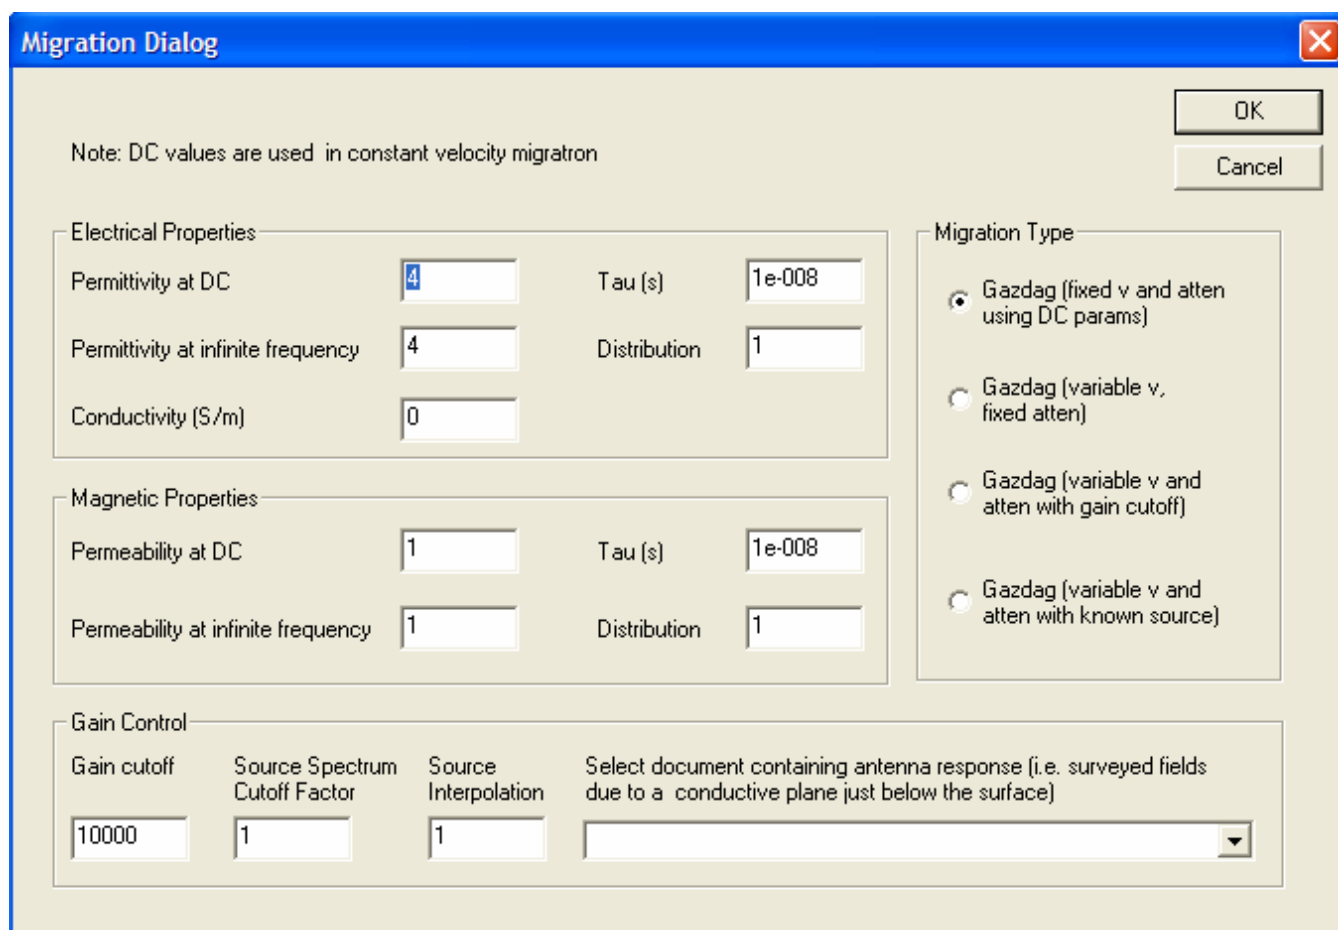 Migration Dialog
OK
Note: DC values are used in constant velocity migratron
Cancel
Electrical Properties
Permittivity at DC
4
Tau (s)
1e-008
Permittivity at infinite frequency
4
Distribution
1
Conductivity (S/m)
0
Migration Type
Gazdag (fixed v and atten
using DC params)
Gazdag (variable v,
fixed atten)
Gazdag (variable v and
atten with gain cutoff)
Gazdag (variable v and
atten with known source)
Magnetic Properties
Permeability at DC
1
Tau (s)
1e-008
Permeability at infinite frequency
1
Distribution
1
Gain Control
Gain cutoff
10000
Source Spectrum
Cutoff Factor
1
Source
Interpolation
1
Select document containing antenna response (i.e. surveyed fields
due to a conductive plane just below the surface)